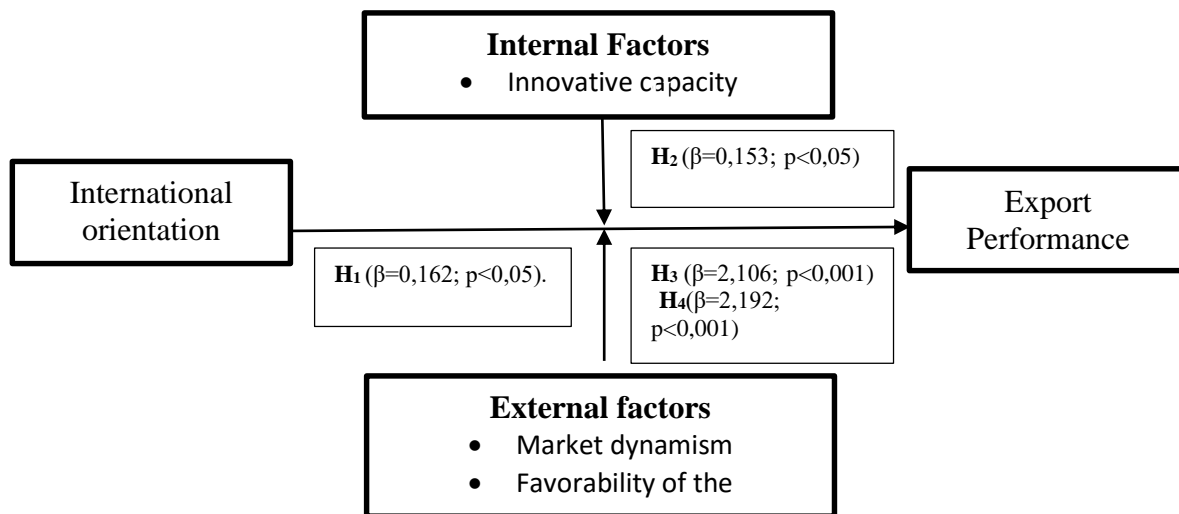 Internal Factors
• Innovative capacity
H₂ (β=0,153; p<0,05)
International
orientation
Export
Performance
H₁ (β=0,162; p<0,05).
H₃ (β=2,106; p<0,001)
H₄(β=2,192;
p<0,001)
External factors
• Market dynamism
• Favorability of the